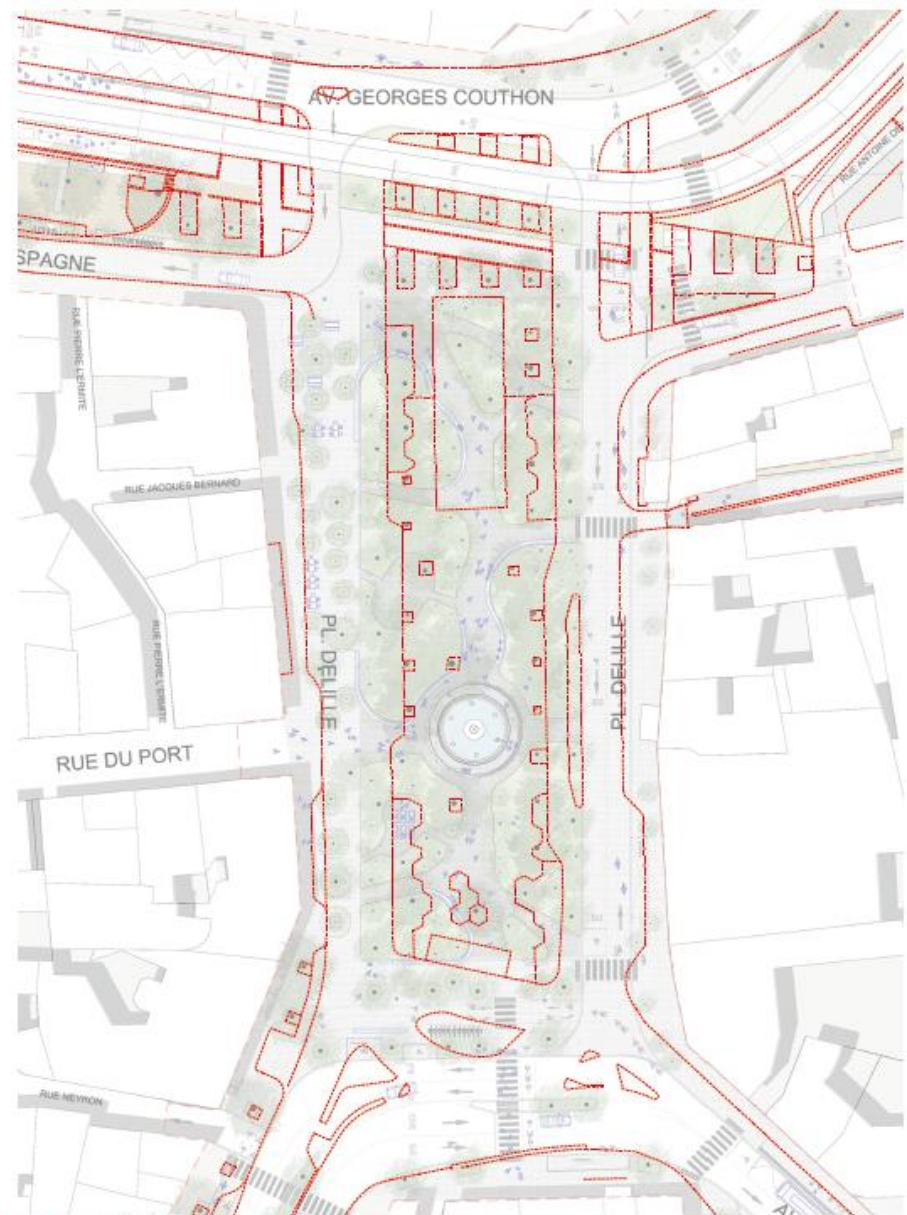 AV. GEORGES COUTHON
RUE ANTOINE
SPAGNE
RUE PIERRE L'ERMITE
RUE JACQUES BERNARD
PL. DELILLE
PL. DELILLE
RUE PIERRE L'ERMITE
RUE DU PORT
RUE NEYRON